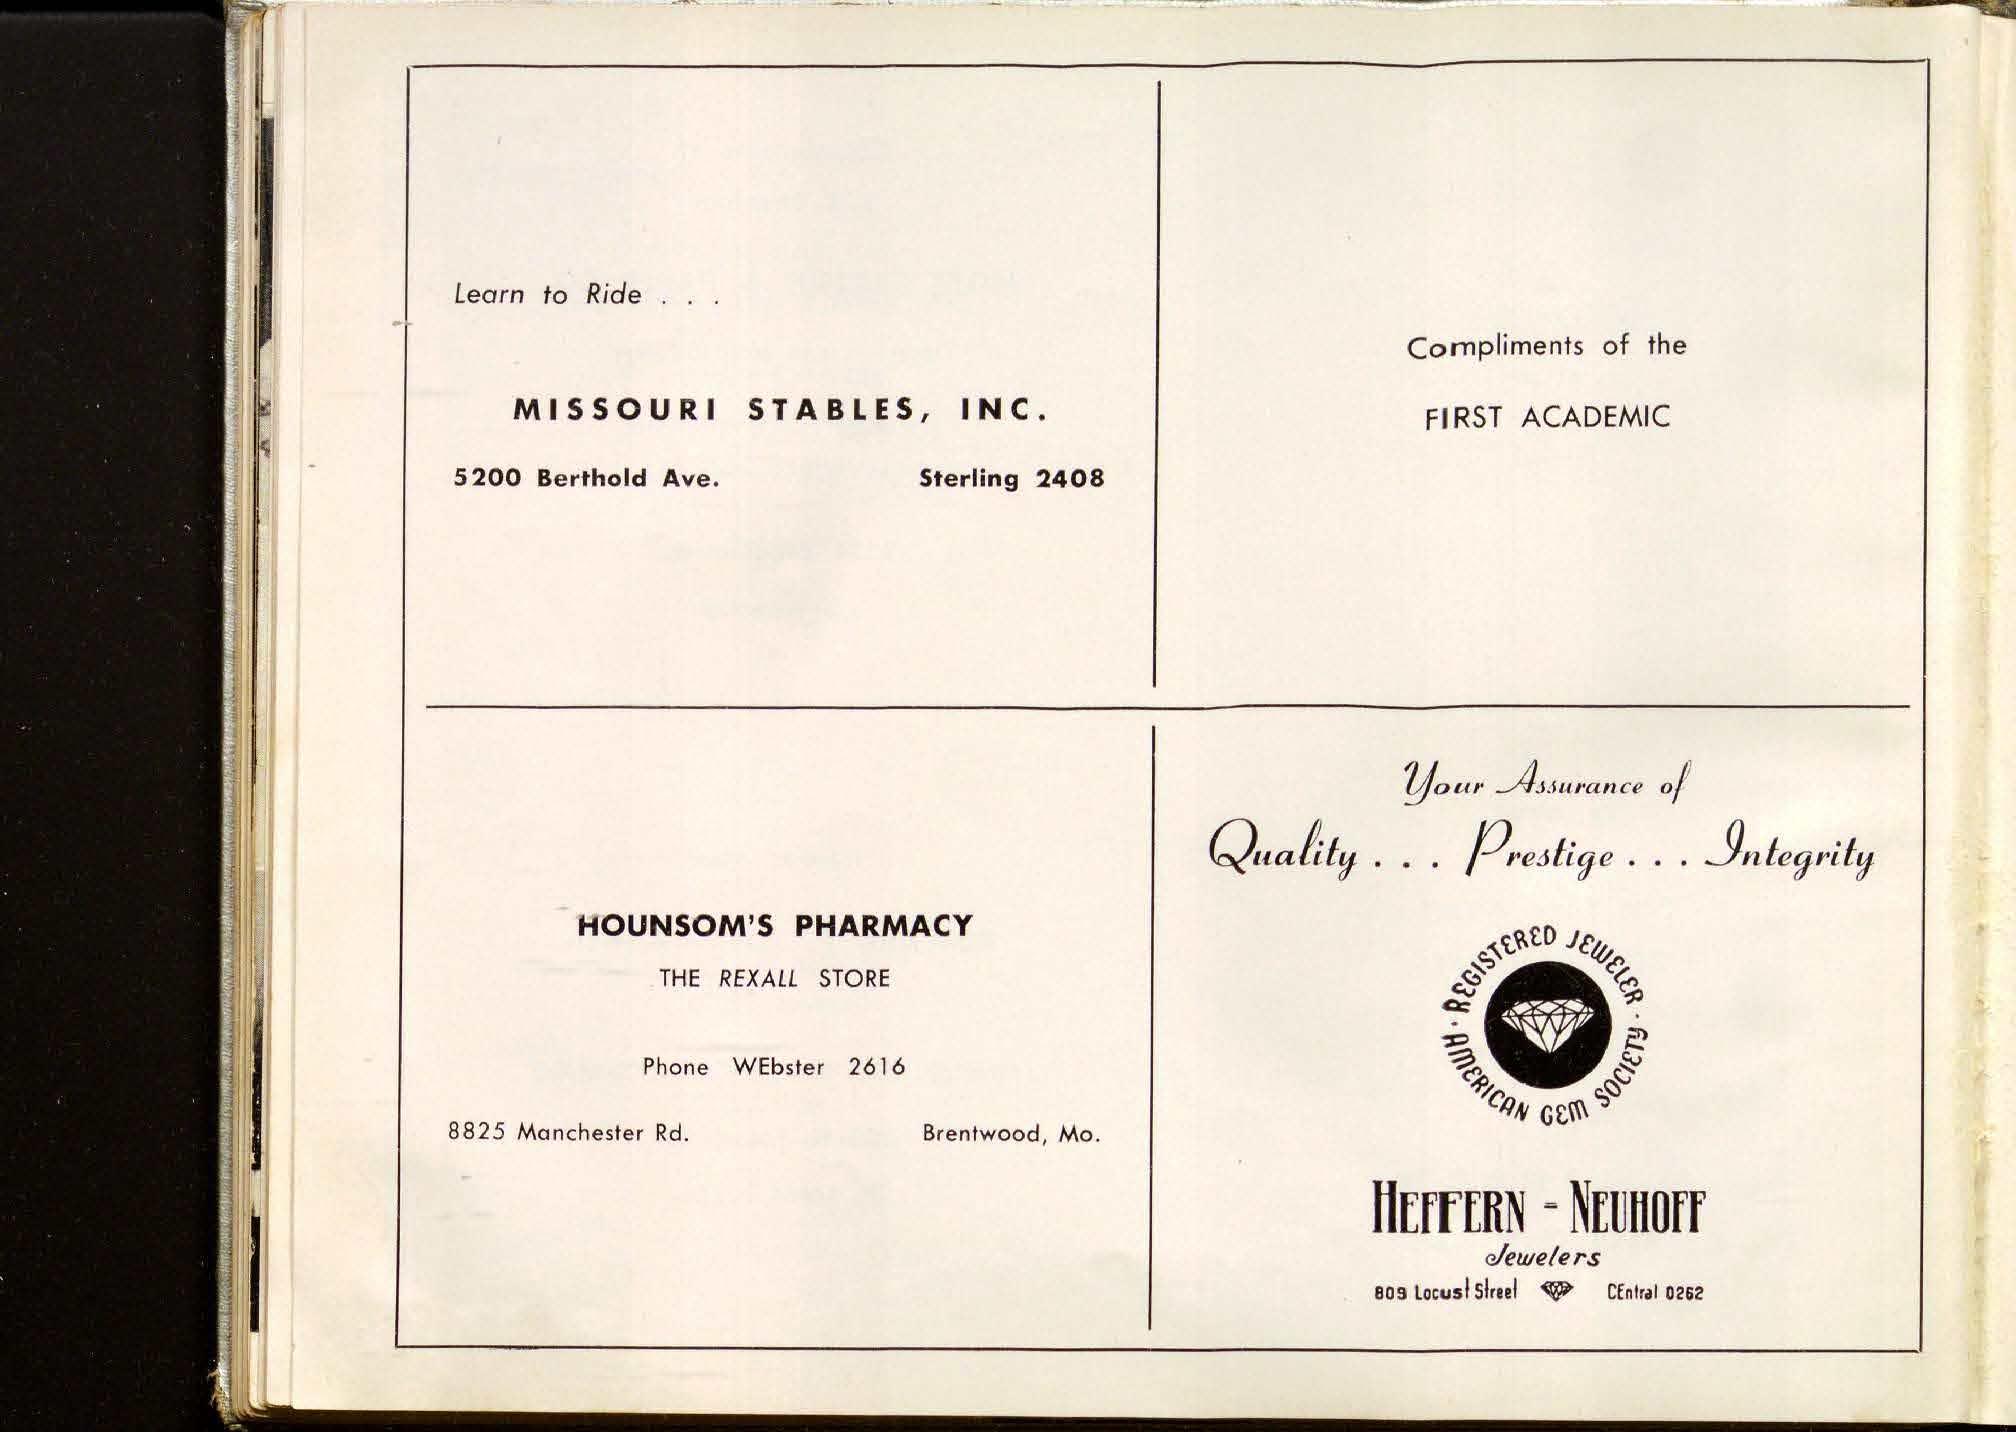 Learn to Ride . . .
MISSOURI STABLES, INC.
5200 Berthold Ave. Sterling 2408
Compliments of the
FIRST ACADEMIC
HOUNSOM'S PHARMACY
THE REXALL STORE
Phone WEbster 2616
8825 Manchester Rd. Brentwood, Mo.
Your Assurance of
Quality . . . Prestige . . . Integrity
REGISTERED JEWELER ·
AMERICAN GEM SOCIETY ·
HEFFERN - NEUHOFF
Jewelers
809 Locust Street CEntral 0262